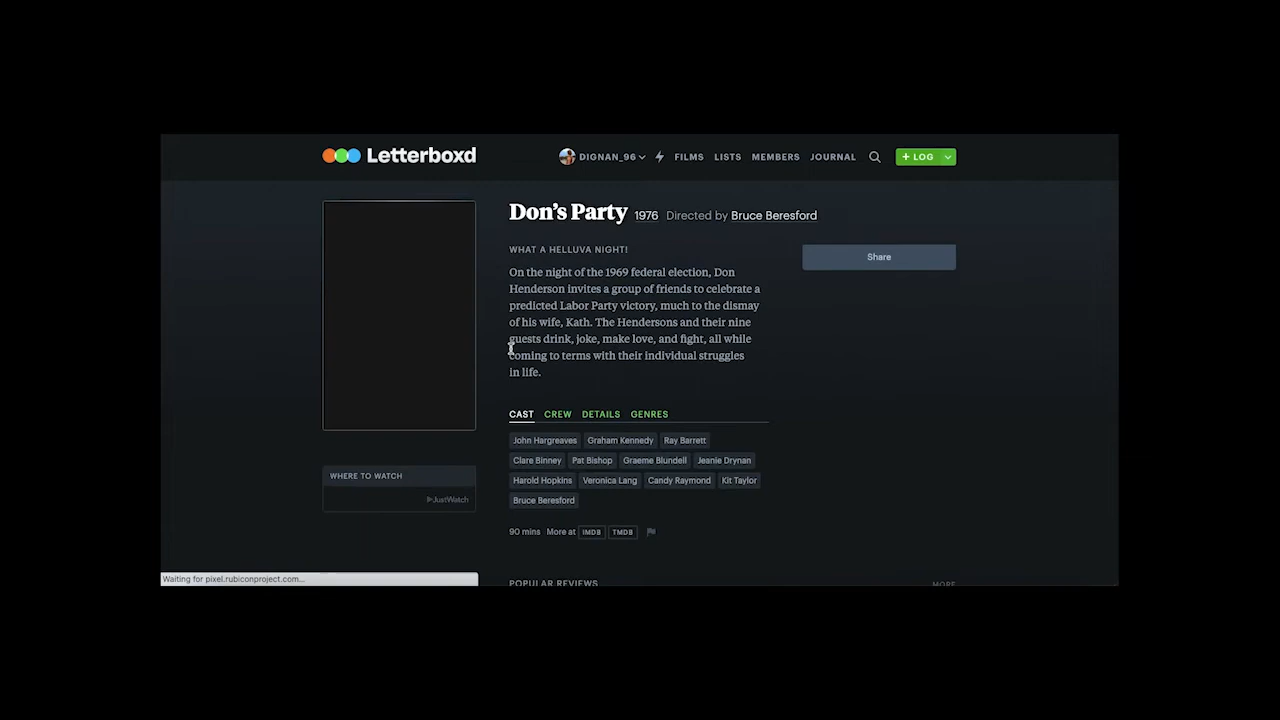 Letterboxd
DIGNAN_96 FILMS LISTS MEMBERS JOURNAL + LOG
Don's Party 1976 Directed by Bruce Beresford
WHAT A HELLUVA NIGHT!
Share
On the night of the 1969 federal election, Don
Henderson invites a group of friends to celebrate a
predicted Labor Party victory, much to the dismay
of his wife, Kath. The Hendersons and their nine
guests drink, joke, make love, and fight, all while
coming to terms with their individual struggles
in life.
CAST CREW DETAILS GENRES
John Hargreaves Graham Kennedy Ray Barrett
Clare Binney Pat Bishop Graeme Blundell Jeanie Drynan
Harold Hopkins Veronica Lang Candy Raymond Kit Taylor
Bruce Beresford
WHERE TO WATCH
JustWatch
90 mins More at IMDB TMDB
POPULAR REVIEWS MORE
Waiting for pixel.rubiconproject.com...